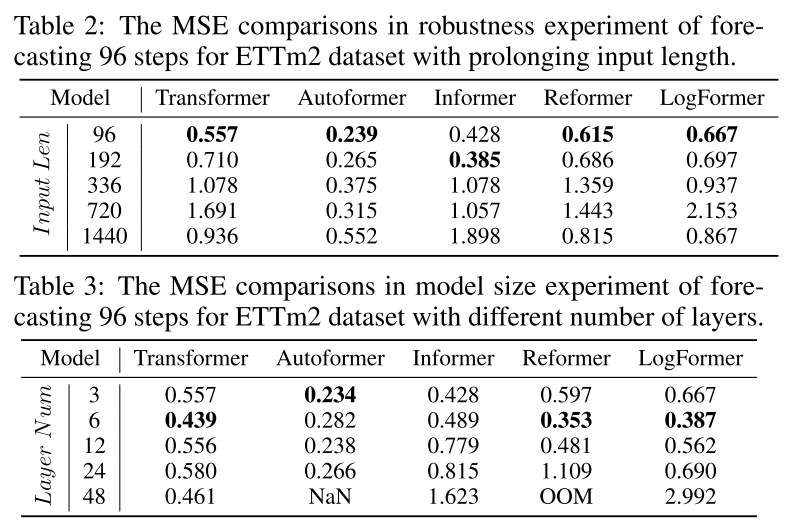 Table 2: The MSE comparisons in robustness experiment of fore-
casting 96 steps for ETTm2 dataset with prolonging input length.
Model Transformer Autoformer Informer Reformer LogFormer
Input Len
96 0.557 0.239 0.428 0.615 0.667
192 0.710 0.265 0.385 0.686 0.697
336 1.078 0.375 1.078 1.359 0.937
720 1.691 0.315 1.057 1.443 2.153
1440 0.936 0.552 1.898 0.815 0.867
Table 3: The MSE comparisons in model size experiment of fore-
casting 96 steps for ETTm2 dataset with different number of layers.
Model Transformer Autoformer Informer Reformer LogFormer
Layer Num
3 0.557 0.234 0.428 0.597 0.667
6 0.439 0.282 0.489 0.353 0.387
12 0.556 0.238 0.779 0.481 0.562
24 0.580 0.266 0.815 1.109 0.690
48 0.461 NaN 1.623 OOM 2.992